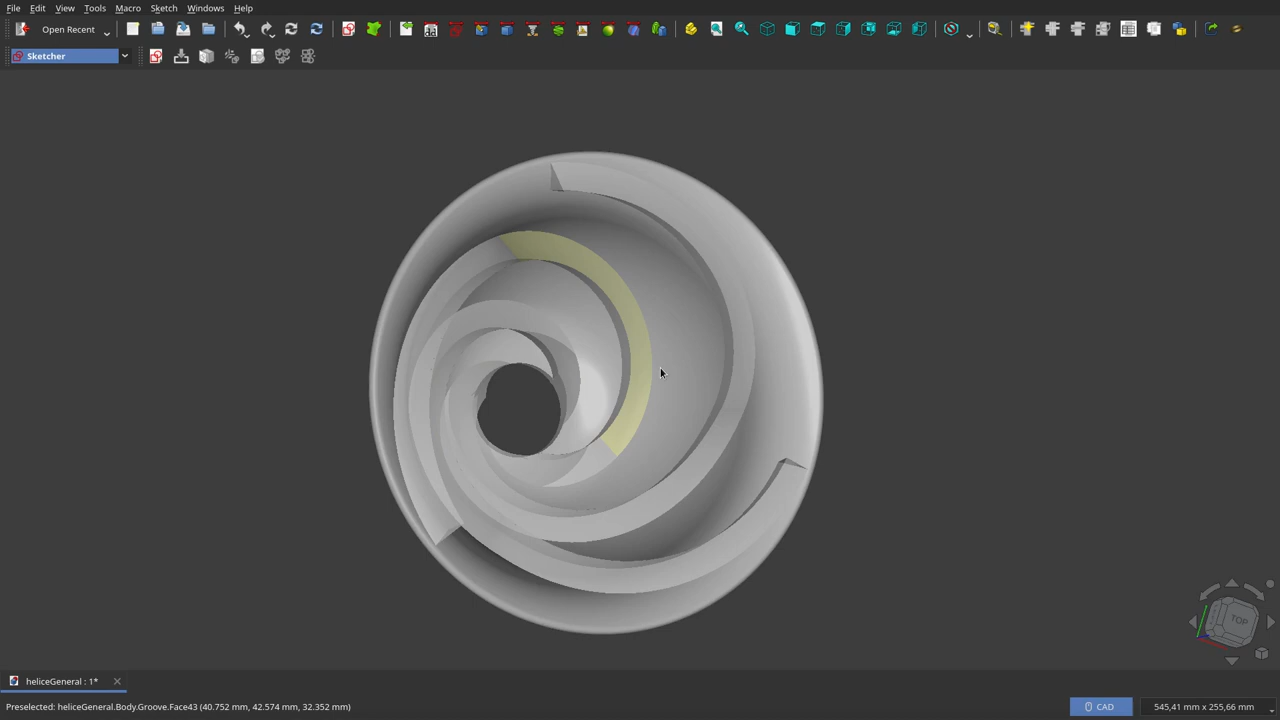 File Edit View Tools Macro Sketch Windows Help
Open Recent
Sketcher
TOP
heliceGeneral : 1*
Preselected: heliceGeneral.Body.Groove.Face43 (40.752 mm, 42.574 mm, 32.352 mm)
CAD
545,41 mm x 255,66 mm